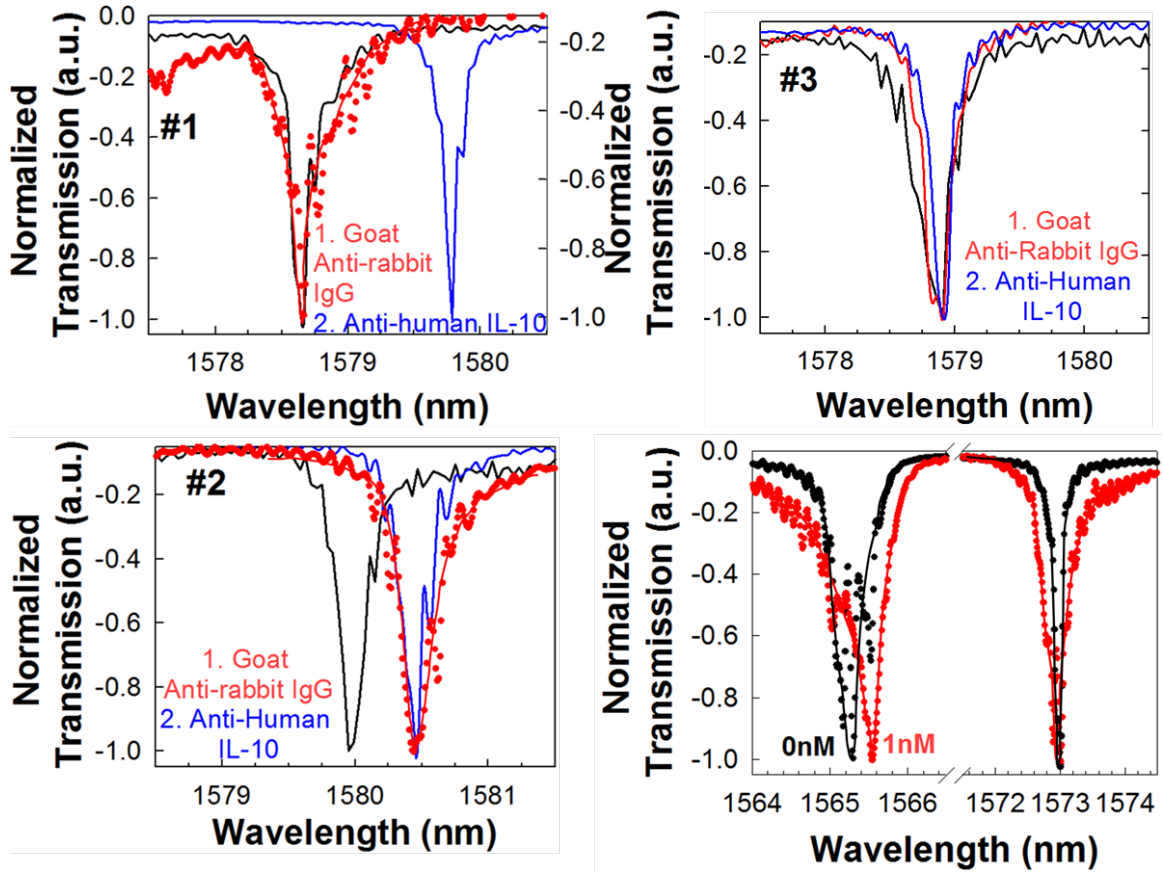 0.0
-0.2
-0.4
-0.6
-0.8
-1.0
Normalized
Transmission (a.u.)
#1
1. Goat
Anti-rabbit
IgG
2. Anti-human IL-10
-0.2
-0.4
-0.6
-0.8
-1.0
1578
1579
1580
Wavelength (nm)
-0.2
-0.4
-0.6
-0.8
-1.0
Normalized
Transmission (a.u.)
#3
1. Goat
Anti-Rabbit IgG
2. Anti-Human
IL-10
1578
1579
1580
Wavelength (nm)
-0.2
-0.4
-0.6
-0.8
-1.0
Normalized
Transmission (a.u.)
#2
1. Goat
Anti-rabbit IgG
2. Anti-Human
IL-10
1579
1580
1581
Wavelength (nm)
0.0
-0.2
-0.4
-0.6
-0.8
-1.0
Normalized
Transmission (a.u.)
0nM
1nM
1564
1565
1566
1572
1573
1574
Wavelength (nm)